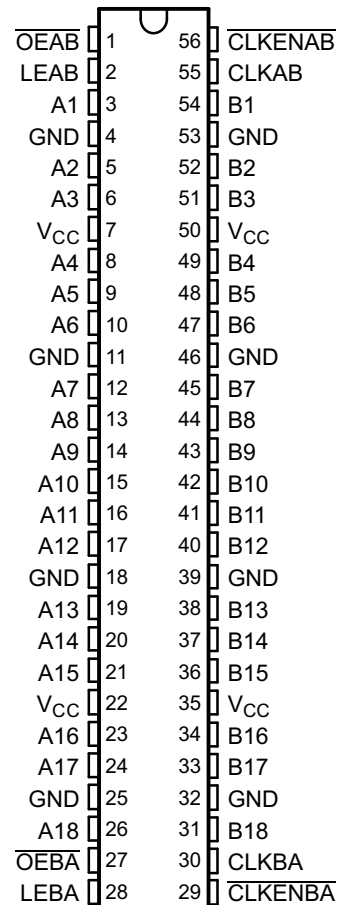 O̅E̅A̅B̅ 1 56 C̅L̅K̅E̅N̅A̅B̅
LEAB 2 55 CLKAB
A1 3 54 B1
GND 4 53 GND
A2 5 52 B2
A3 6 51 B3
VCC 7 50 VCC
A4 8 49 B4
A5 9 48 B5
A6 10 47 B6
GND 11 46 GND
A7 12 45 B7
A8 13 44 B8
A9 14 43 B9
A10 15 42 B10
A11 16 41 B11
A12 17 40 B12
GND 18 39 GND
A13 19 38 B13
A14 20 37 B14
A15 21 36 B15
VCC 22 35 VCC
A16 23 34 B16
A17 24 33 B17
GND 25 32 GND
A18 26 31 B18
O̅E̅B̅A̅ 27 30 CLKBA
LEBA 28 29 C̅L̅K̅E̅N̅B̅A̅